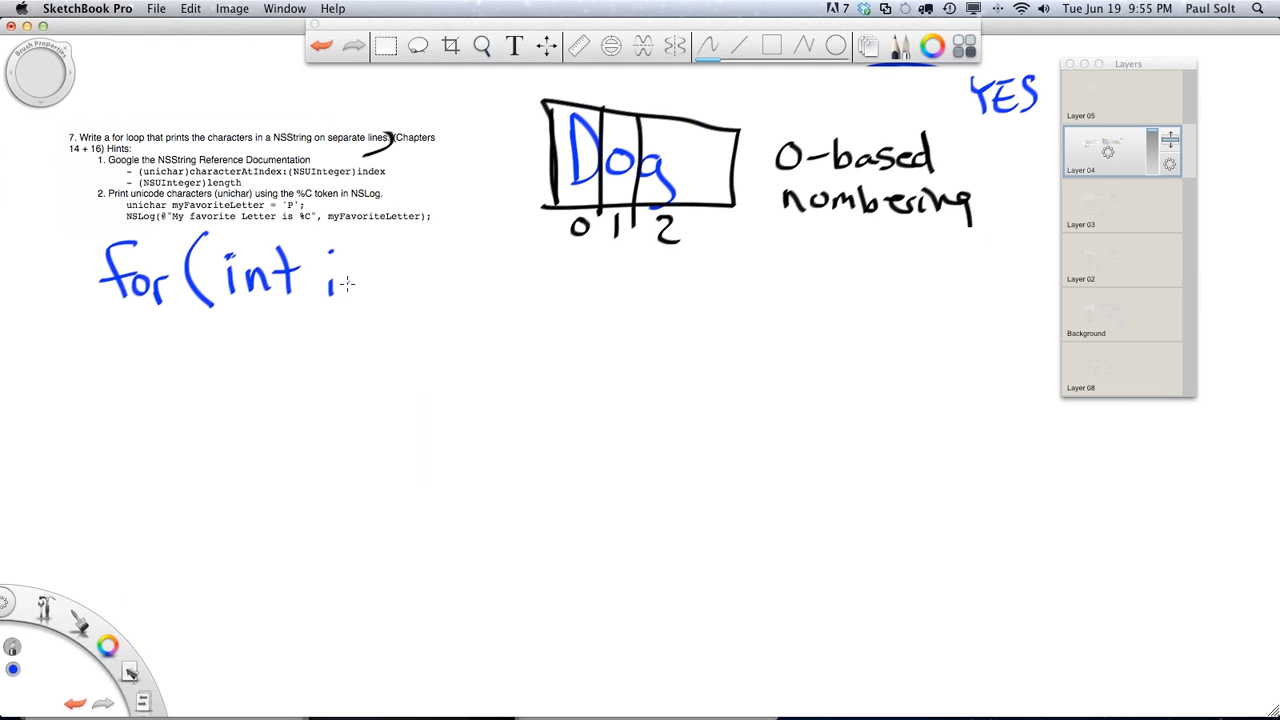 SketchBook Pro File Edit Image Window Help 7 Tue Jun 19 9:55 PM Paul Solt
Brush Properties
T
Layers
YES
Layer 05
Layer 04
Layer 03
Layer 02
Background
Layer 08
7. Write a for loop that prints the characters in a NSString on separate lines) (Chapters
14 + 16) Hints:
1. Google the NSString Reference Documentation
- (unichar)characterAtIndex:(NSUInteger)index
- (NSUInteger)length
2. Print unicode characters (unichar) using the %C token in NSLog.
unichar myFavoriteLetter = 'P';
NSLog(@"My favorite Letter is %C", myFavoriteLetter);
Dog
0 1 2
0-based
nombering
for (int i